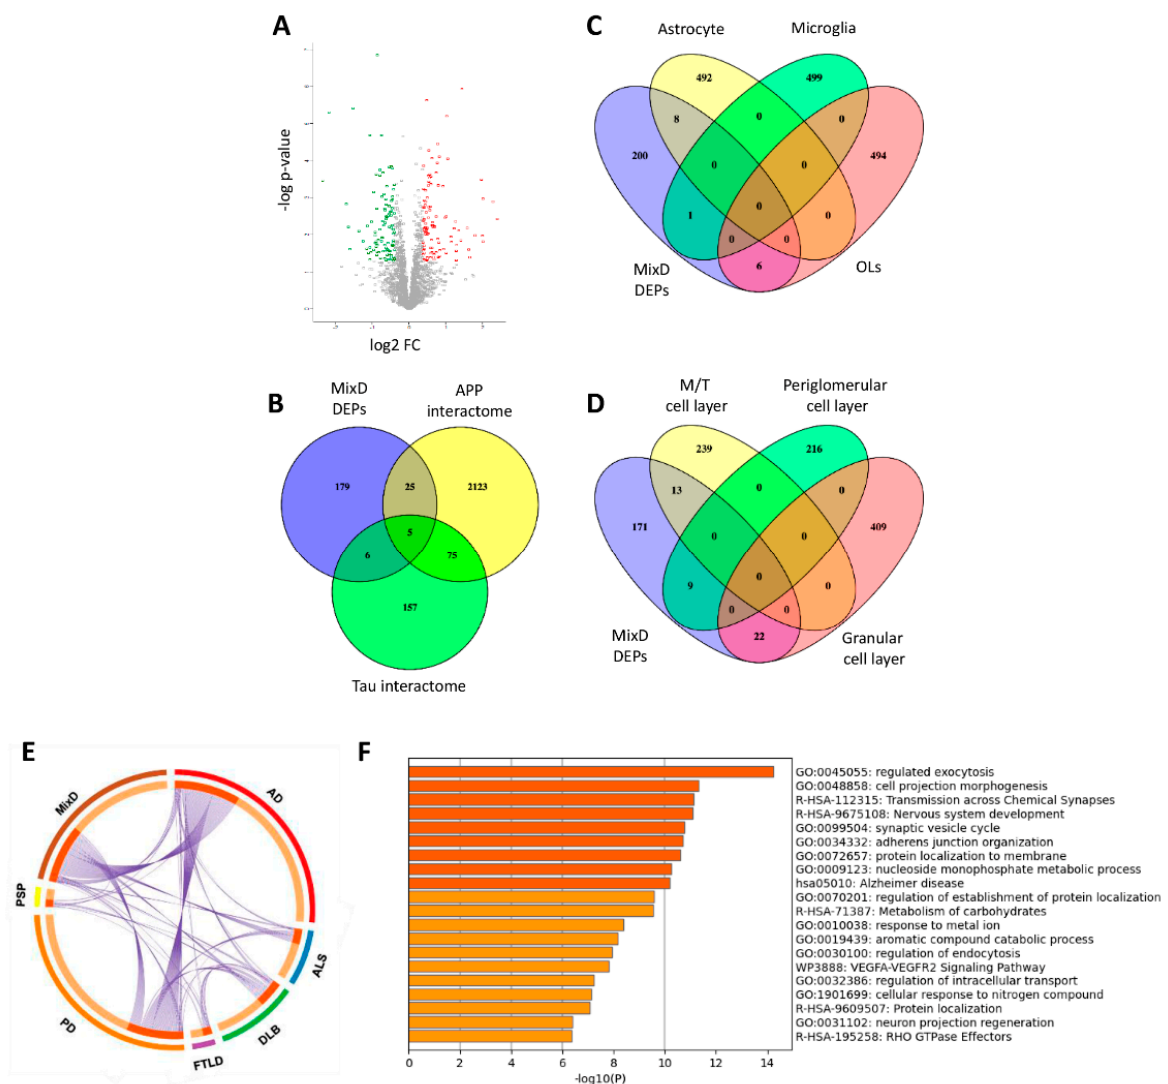 A
-log p-value
-2
-1
0
1
2
log2 FC
C
Astrocyte
Microglia
492
499
8
0
0
200
0
0
494
1
0
0
0
0
6
MixD
DEPs
OLs
B
MixD
DEPs
APP
interactome
179
25
2123
5
6
75
157
Tau interactome
D
M/T
cell layer
Periglomerular
cell layer
239
216
13
0
0
171
0
0
409
9
0
0
0
0
22
MixD
DEPs
Granular
cell layer
E
MixD
AD
PSP
ALS
PD
DLB
FTLD
F
GO:0045055: regulated exocytosis
GO:0048858: cell projection morphogenesis
R-HSA-112315: Transmission across Chemical Synapses
R-HSA-9675108: Nervous system development
GO:0099504: synaptic vesicle cycle
GO:0034332: adherens junction organization
GO:0072657: protein localization to membrane
GO:0009123: nucleoside monophosphate metabolic process
hsa05010: Alzheimer disease
GO:0070201: regulation of establishment of protein localization
R-HSA-71387: Metabolism of carbohydrates
GO:0010038: response to metal ion
GO:0019439: aromatic compound catabolic process
GO:0030100: regulation of endocytosis
WP3888: VEGFA-VEGFR2 Signaling Pathway
GO:0032386: regulation of intracellular transport
GO:1901699: cellular response to nitrogen compound
R-HSA-9609507: Protein localization
GO:0031102: neuron projection regeneration
R-HSA-195258: RHO GTPase Effectors
0
2
4
6
8
10
12
14
-log10(P)